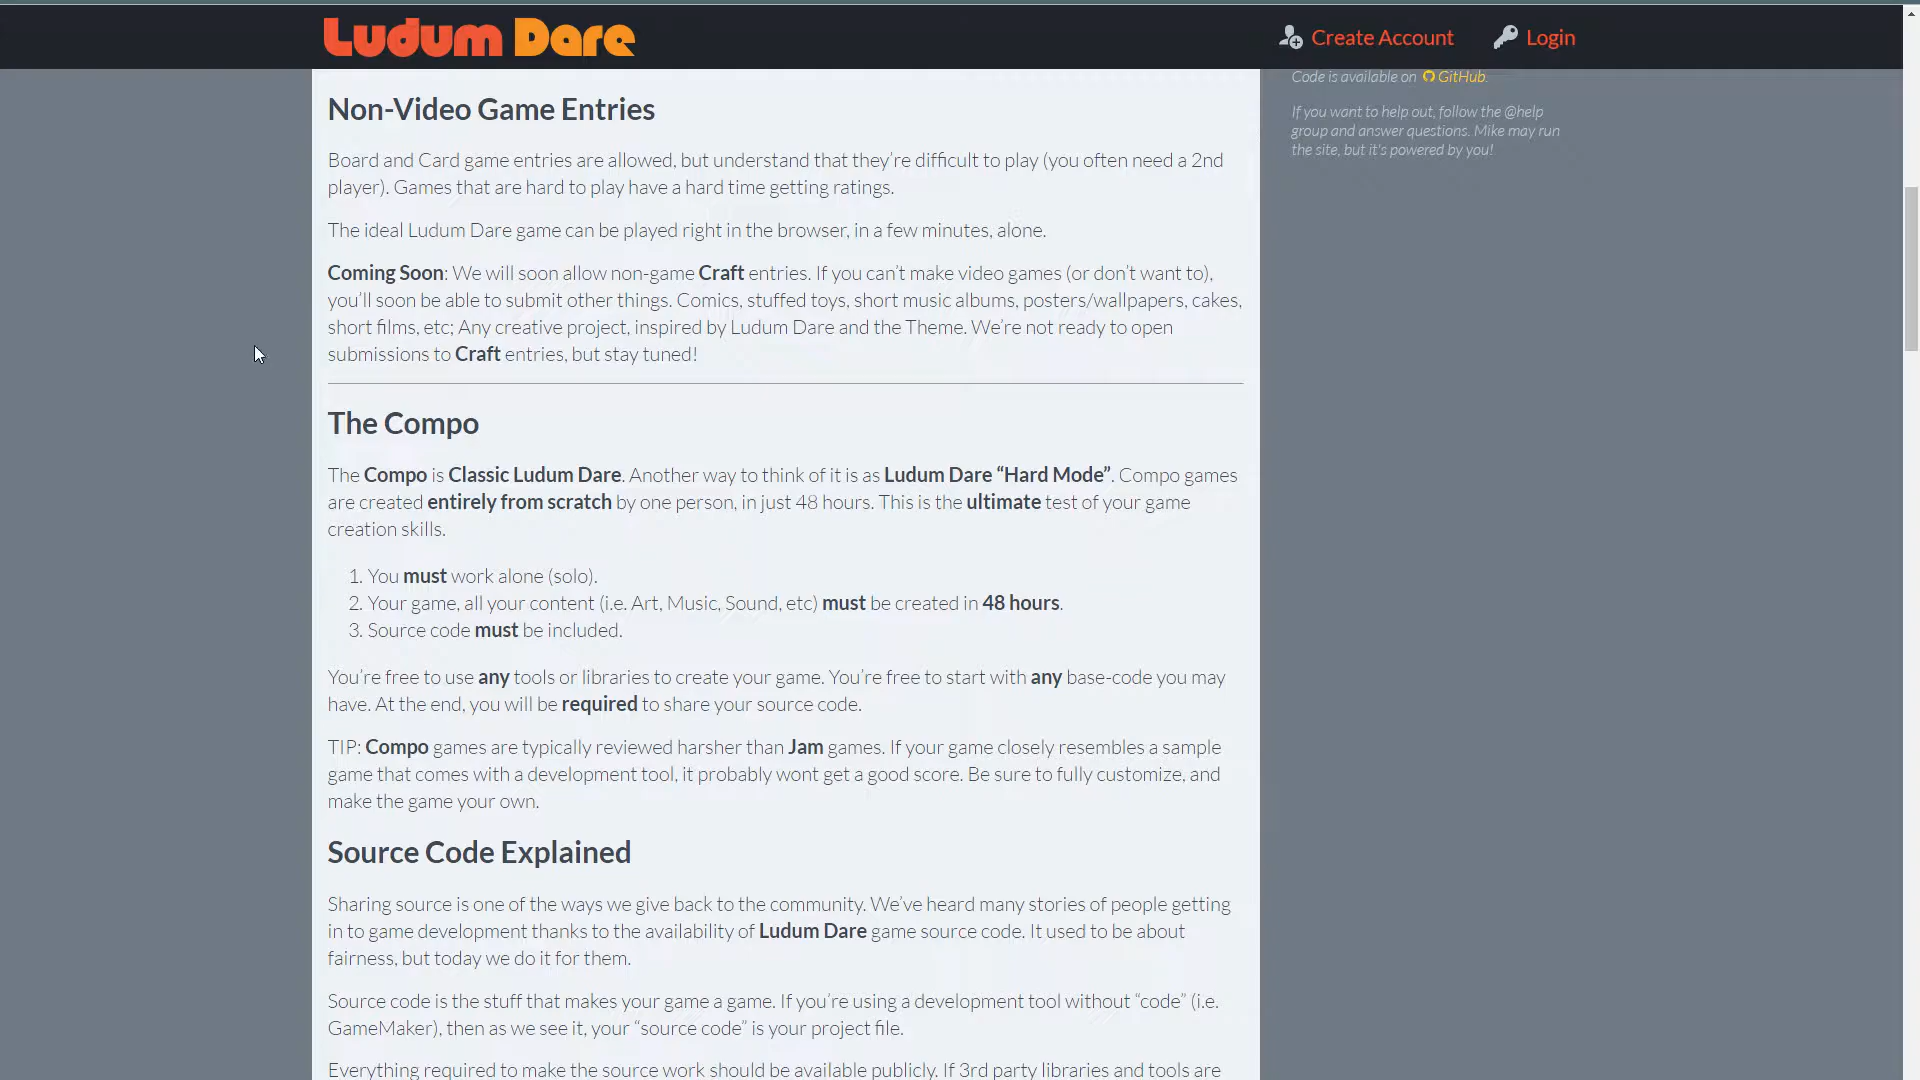 Ludum Dare
Create Account
Login
Code is available on GitHub.
If you want to help out, follow the @help
group and answer questions. Mike may run
the site, but it's powered by you!
Non-Video Game Entries
Board and Card game entries are allowed, but understand that they’re difficult to play (you often need a 2nd
player). Games that are hard to play have a hard time getting ratings.
The ideal Ludum Dare game can be played right in the browser, in a few minutes, alone.
Coming Soon: We will soon allow non-game Craft entries. If you can’t make video games (or don’t want to),
you’ll soon be able to submit other things. Comics, stuffed toys, short music albums, posters/wallpapers, cakes,
short films, etc; Any creative project, inspired by Ludum Dare and the Theme. We’re not ready to open
submissions to Craft entries, but stay tuned!
The Compo
The Compo is Classic Ludum Dare. Another way to think of it is as Ludum Dare “Hard Mode”. Compo games
are created entirely from scratch by one person, in just 48 hours. This is the ultimate test of your game
creation skills.
1. You must work alone (solo).
2. Your game, all your content (i.e. Art, Music, Sound, etc) must be created in 48 hours.
3. Source code must be included.
You’re free to use any tools or libraries to create your game. You’re free to start with any base-code you may
have. At the end, you will be required to share your source code.
TIP: Compo games are typically reviewed harsher than Jam games. If your game closely resembles a sample
game that comes with a development tool, it probably wont get a good score. Be sure to fully customize, and
make the game your own.
Source Code Explained
Sharing source is one of the ways we give back to the community. We’ve heard many stories of people getting
in to game development thanks to the availability of Ludum Dare game source code. It used to be about
fairness, but today we do it for them.
Source code is the stuff that makes your game a game. If you’re using a development tool without “code” (i.e.
GameMaker), then as we see it, your “source code” is your project file.
Everything required to make the source work should be available publicly. If 3rd party libraries and tools are